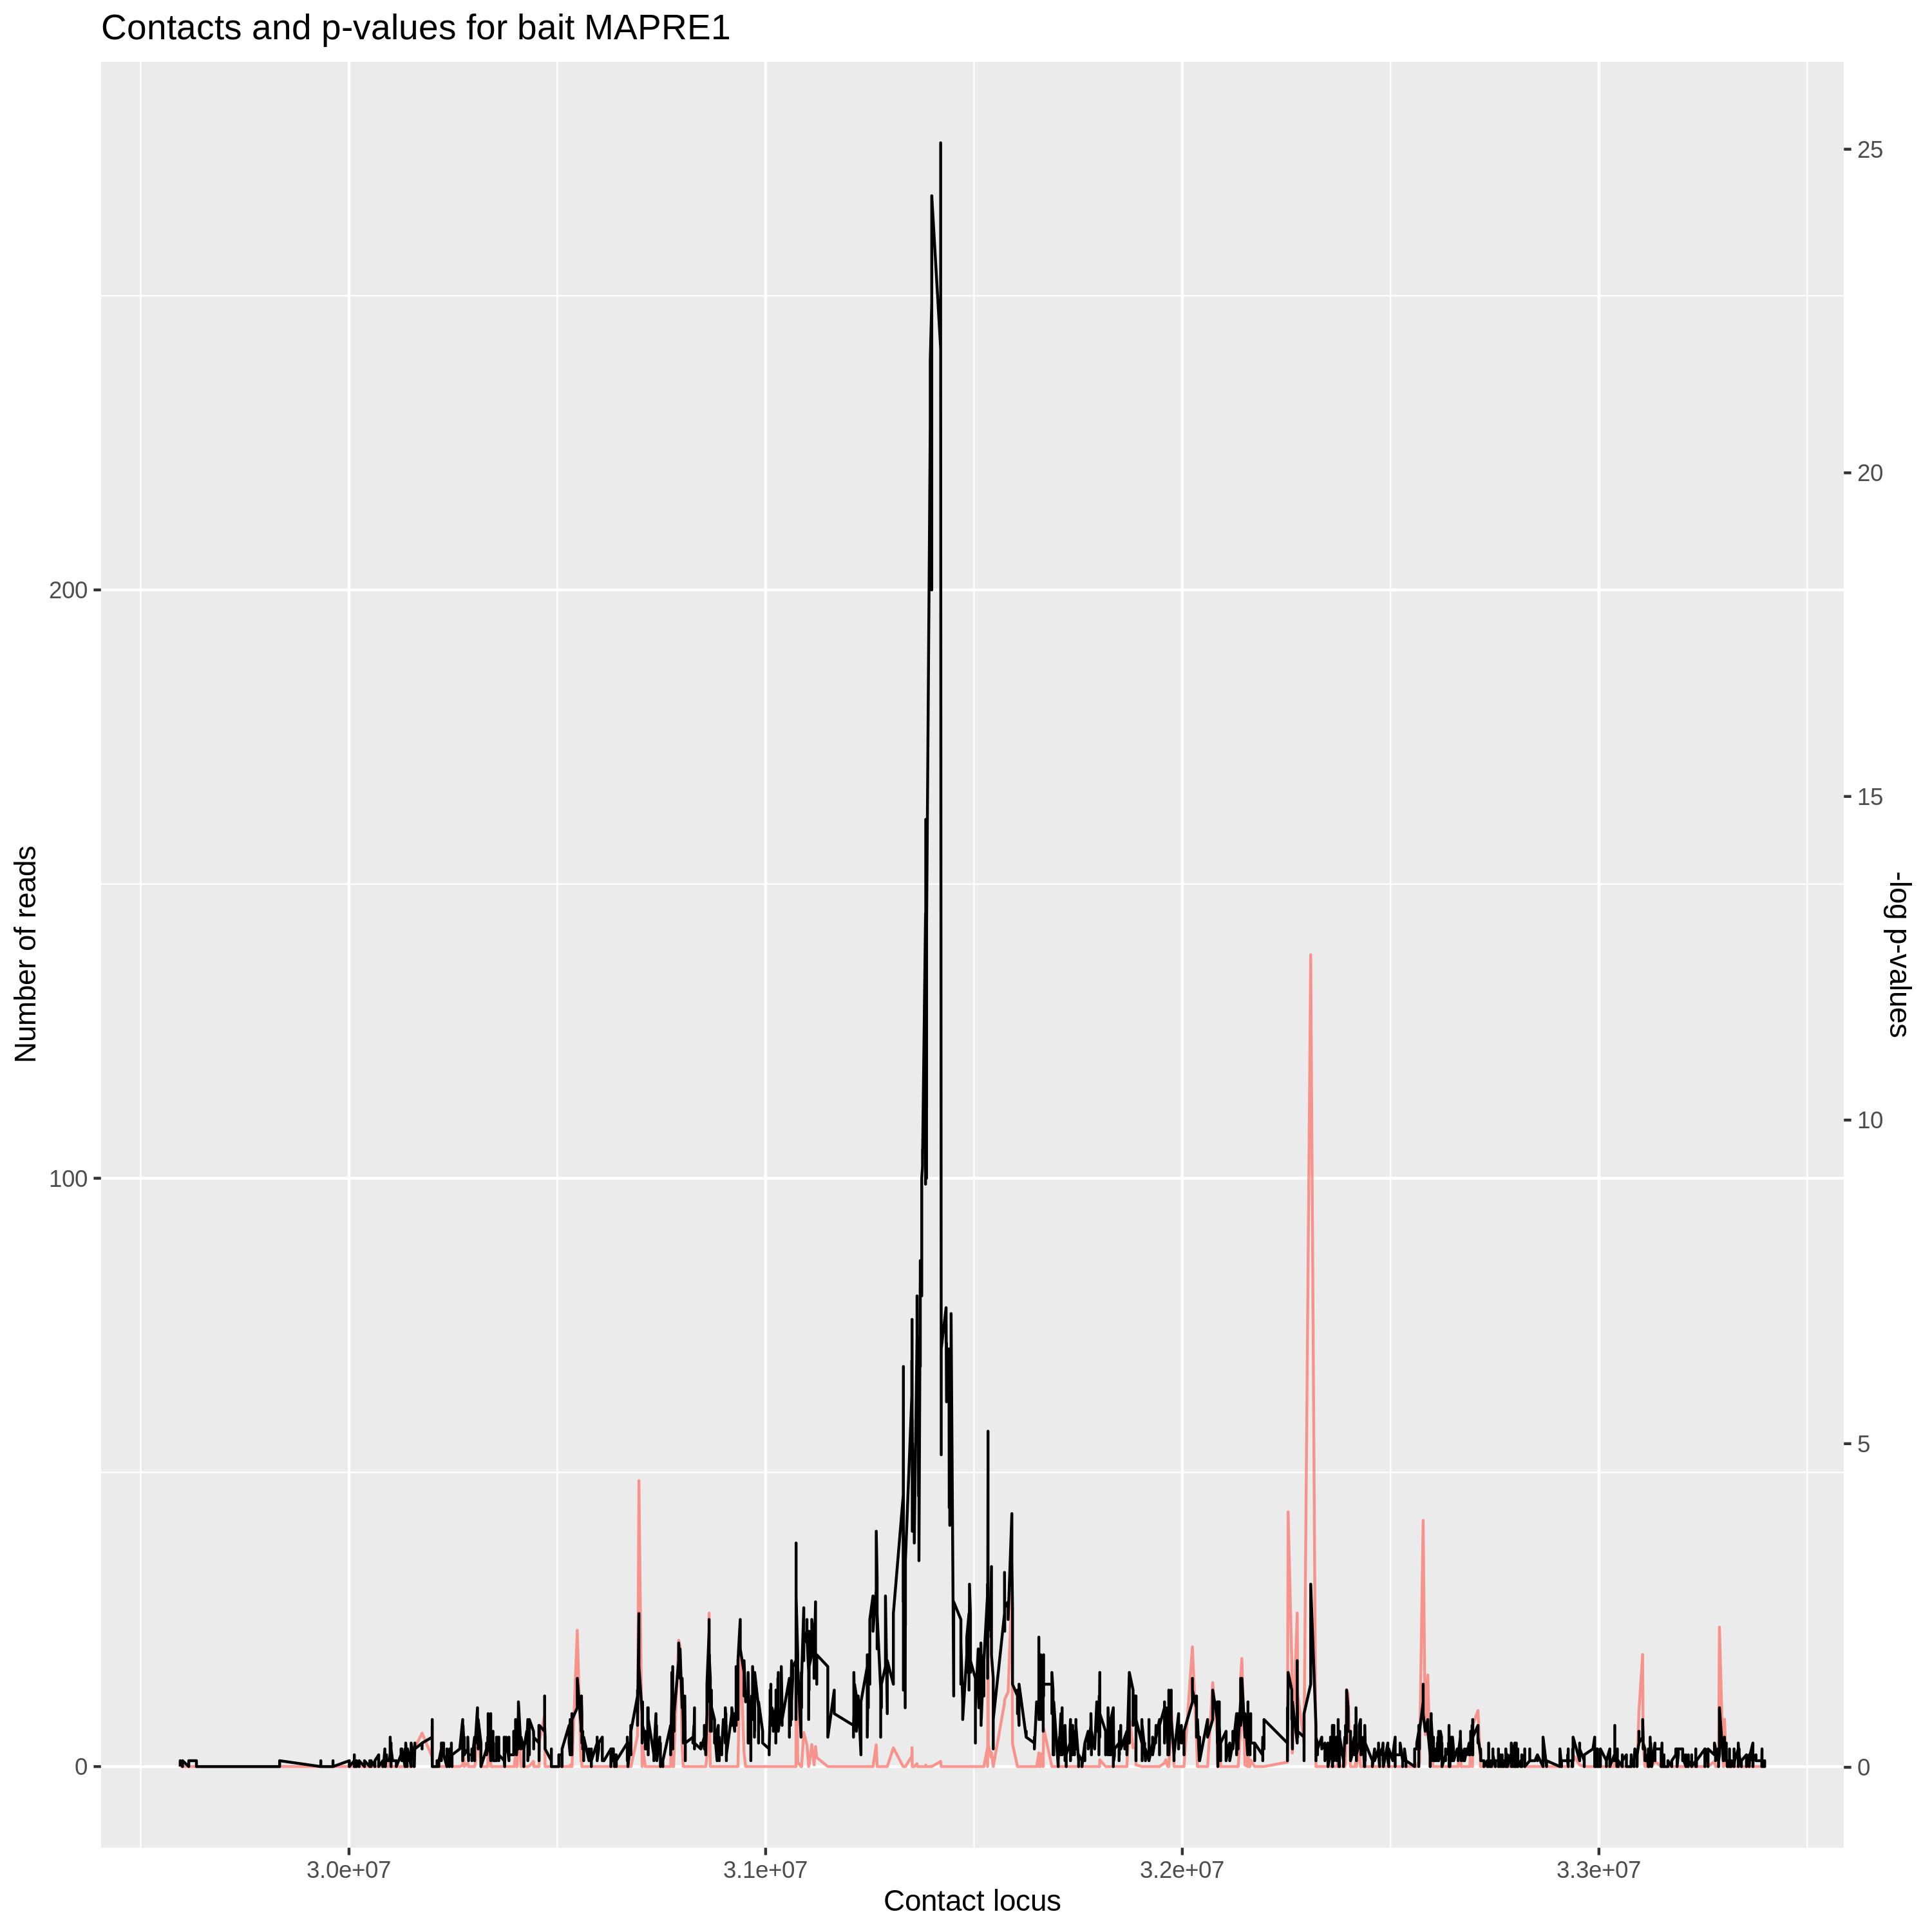 Contacts and p-values for bait MAPRE1
Number of reads
200
100
0
25
20
15
10
5
0
-log p-values
3.0e+07
3.1e+07
3.2e+07
3.3e+07
Contact locus